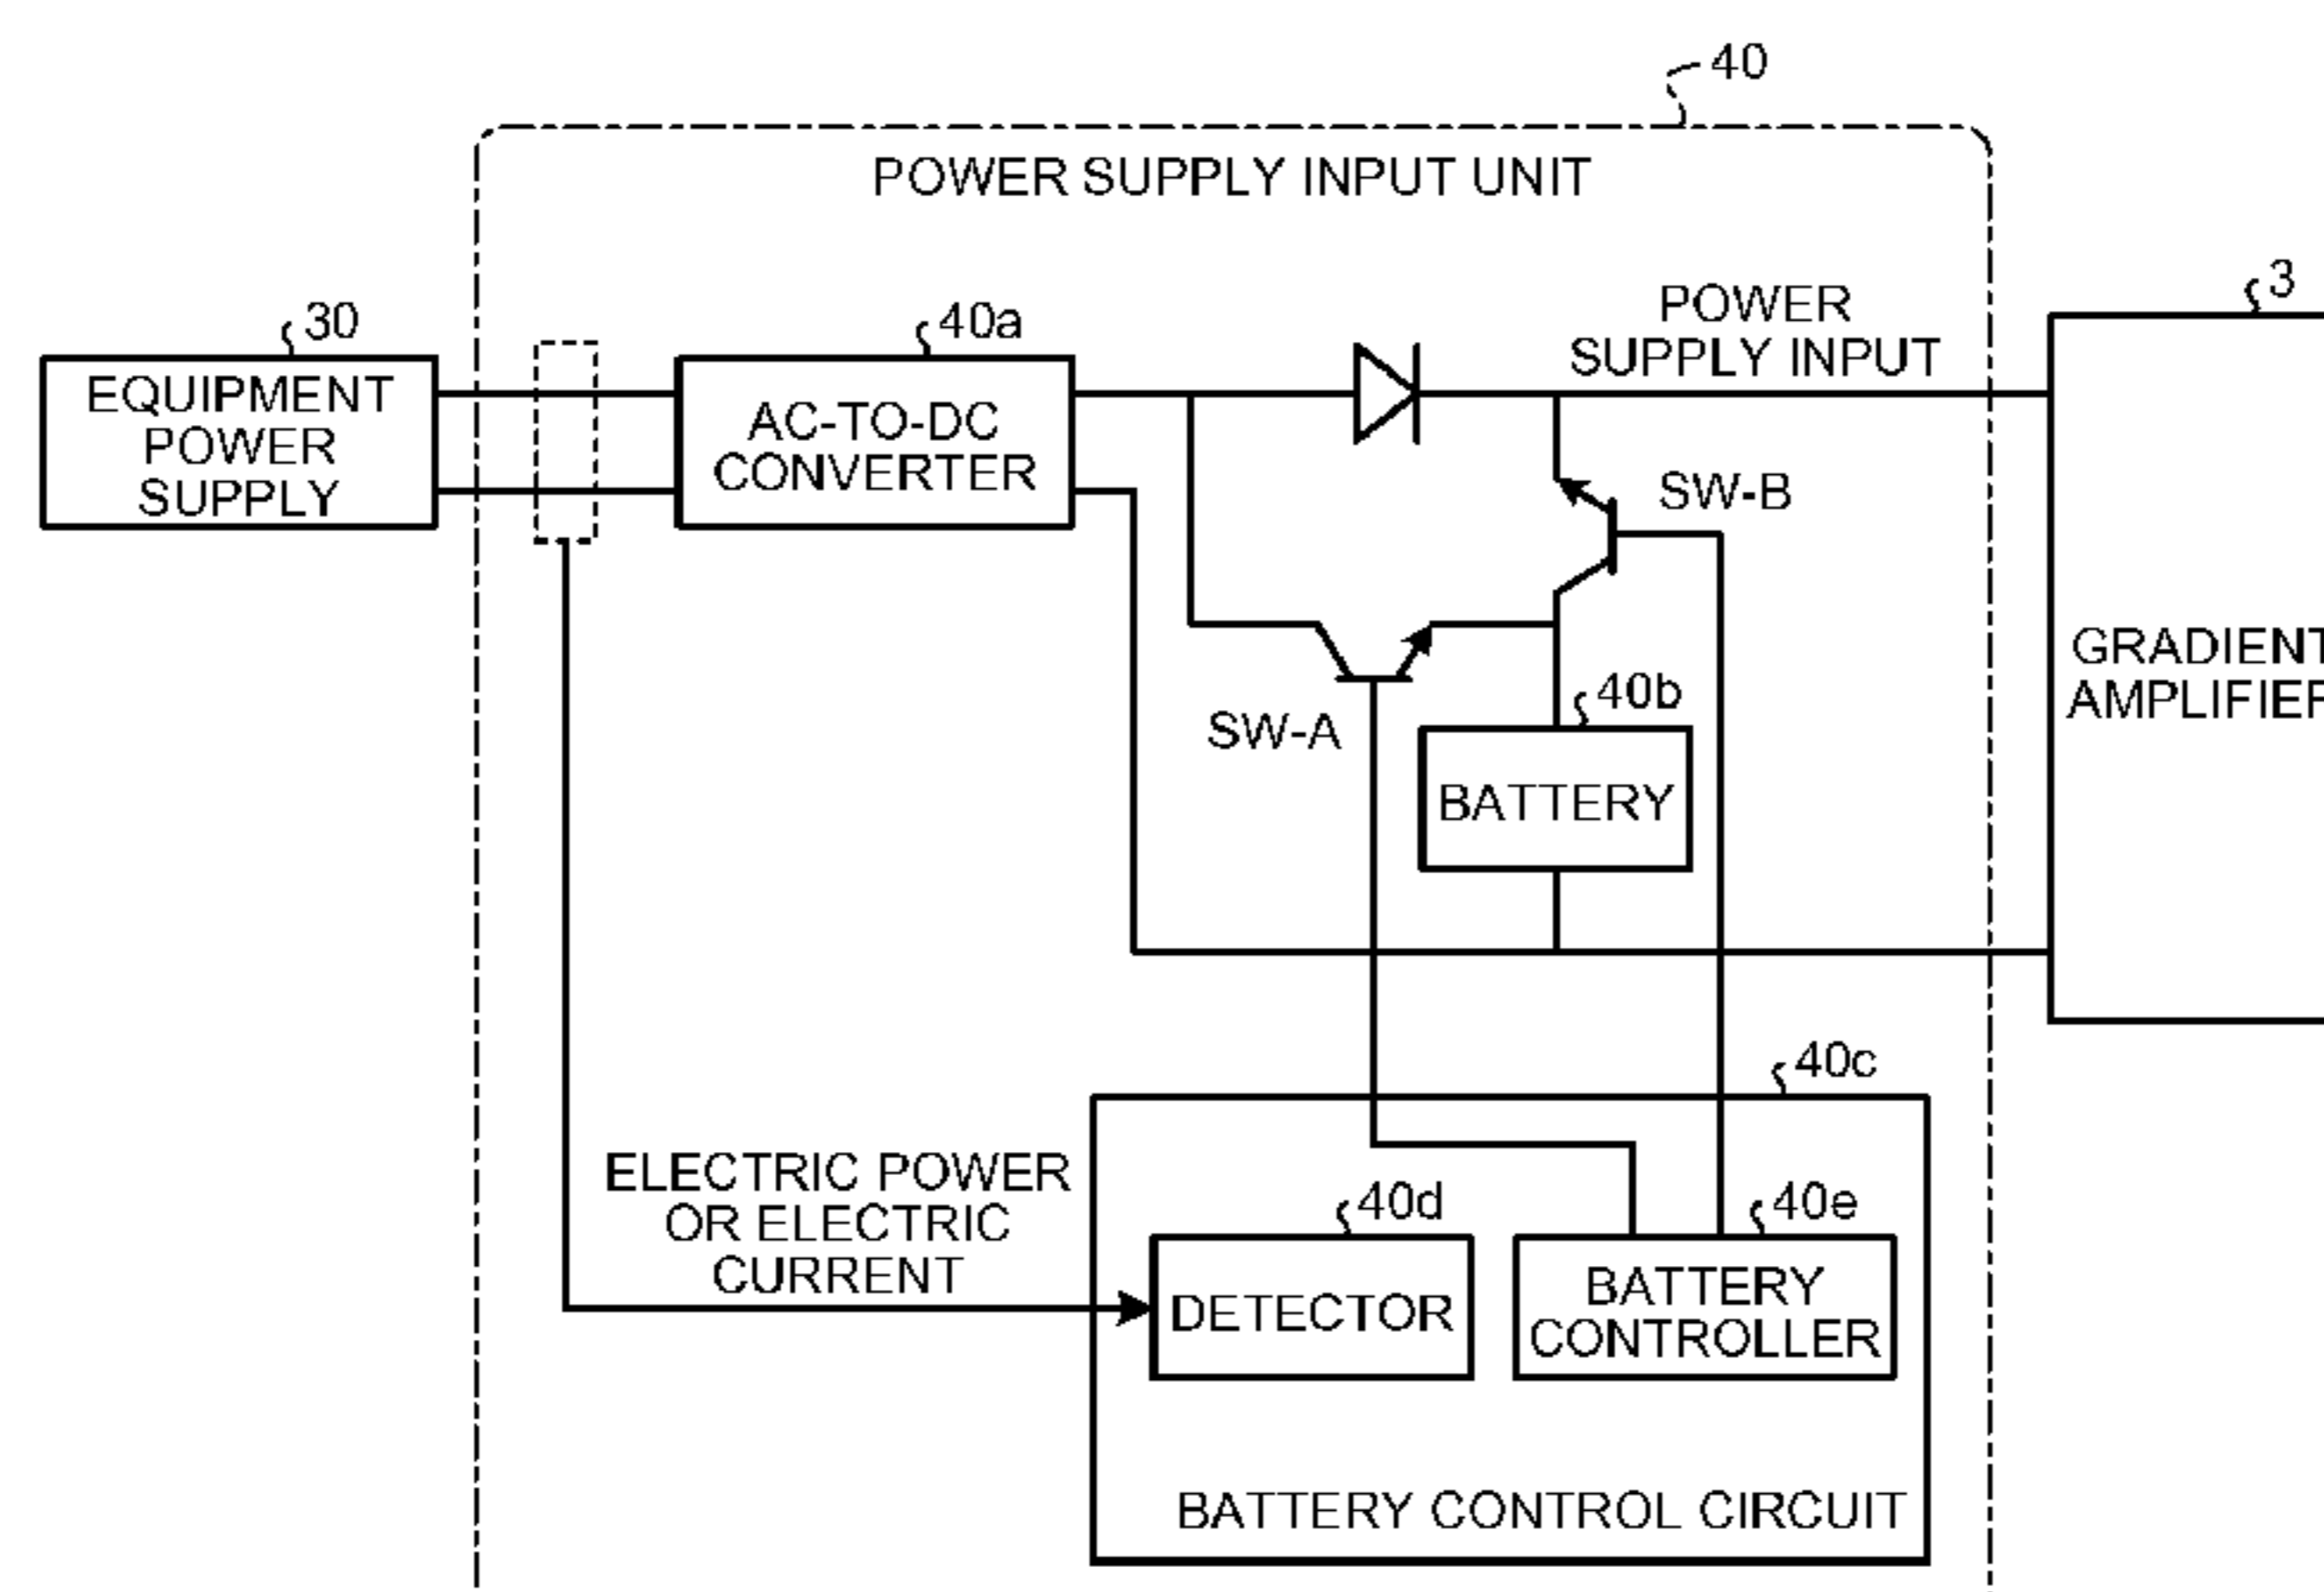 40
POWER SUPPLY INPUT UNIT
30
EQUIPMENT
POWER
SUPPLY
40a
AC-TO-DC
CONVERTER
POWER
SUPPLY INPUT
3
GRADIENT
AMPLIFIER
SW-B
SW-A
40b
BATTERY
40c
ELECTRIC POWER
OR ELECTRIC
CURRENT
40d
DETECTOR
40e
BATTERY
CONTROLLER
BATTERY CONTROL CIRCUIT